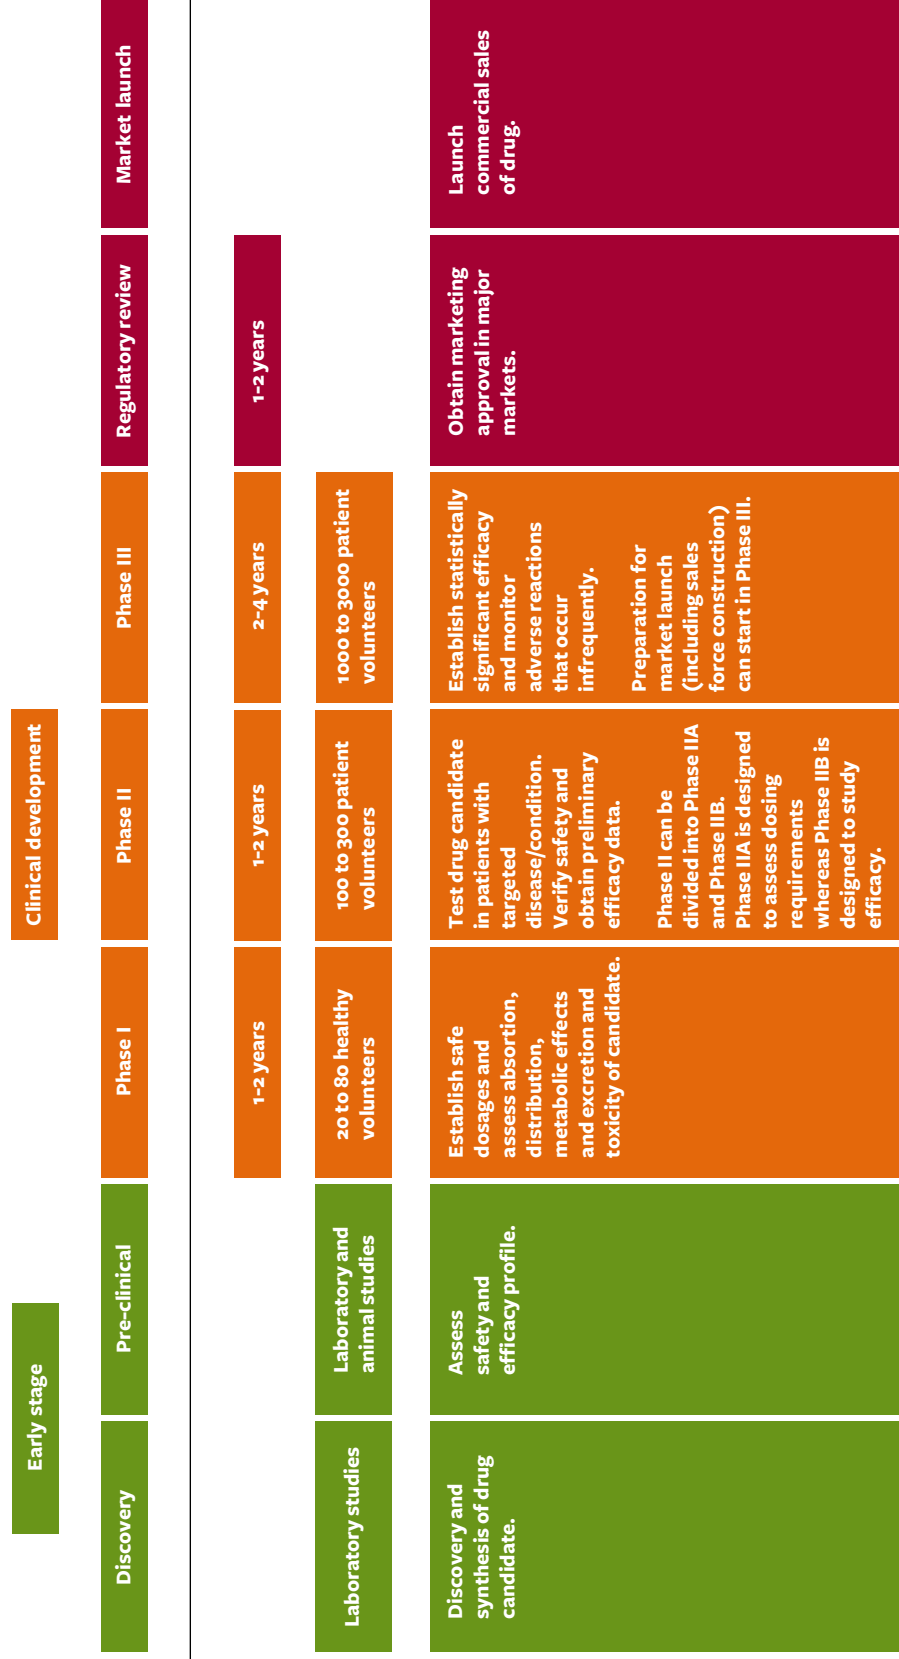 Early stage
Clinical development
Discovery
Pre-clinical
Phase I
Phase II
Phase III
Regulatory review
Market launch
1-2 years
1-2 years
2-4 years
1-2 years
Laboratory studies
Laboratory and
animal studies
20 to 80 healthy
volunteers
100 to 300 patient
volunteers
1000 to 3000 patient
volunteers
Discovery and
synthesis of drug
candidate.
Assess
safety and
efficacy profile.
Establish safe
dosages and
assess absortion,
distribution,
metabolic effects
and excretion and
toxicity of candidate.
Test drug candidate
in patients with
targeted
disease/condition.
Verify safety and
obtain preliminary
efficacy data.
Phase II can be
divided into Phase IIA
and Phase IIB.
Phase IIA is designed
to assess dosing
requirements
whereas Phase IIB is
designed to study
efficacy.
Establish statistically
significant efficacy
and monitor
adverse reactions
that occur
infrequently.
Preparation for
market launch
(including sales
force construction)
can start in Phase III.
Obtain marketing
approval in major
markets.
Launch
commercial sales
of drug.